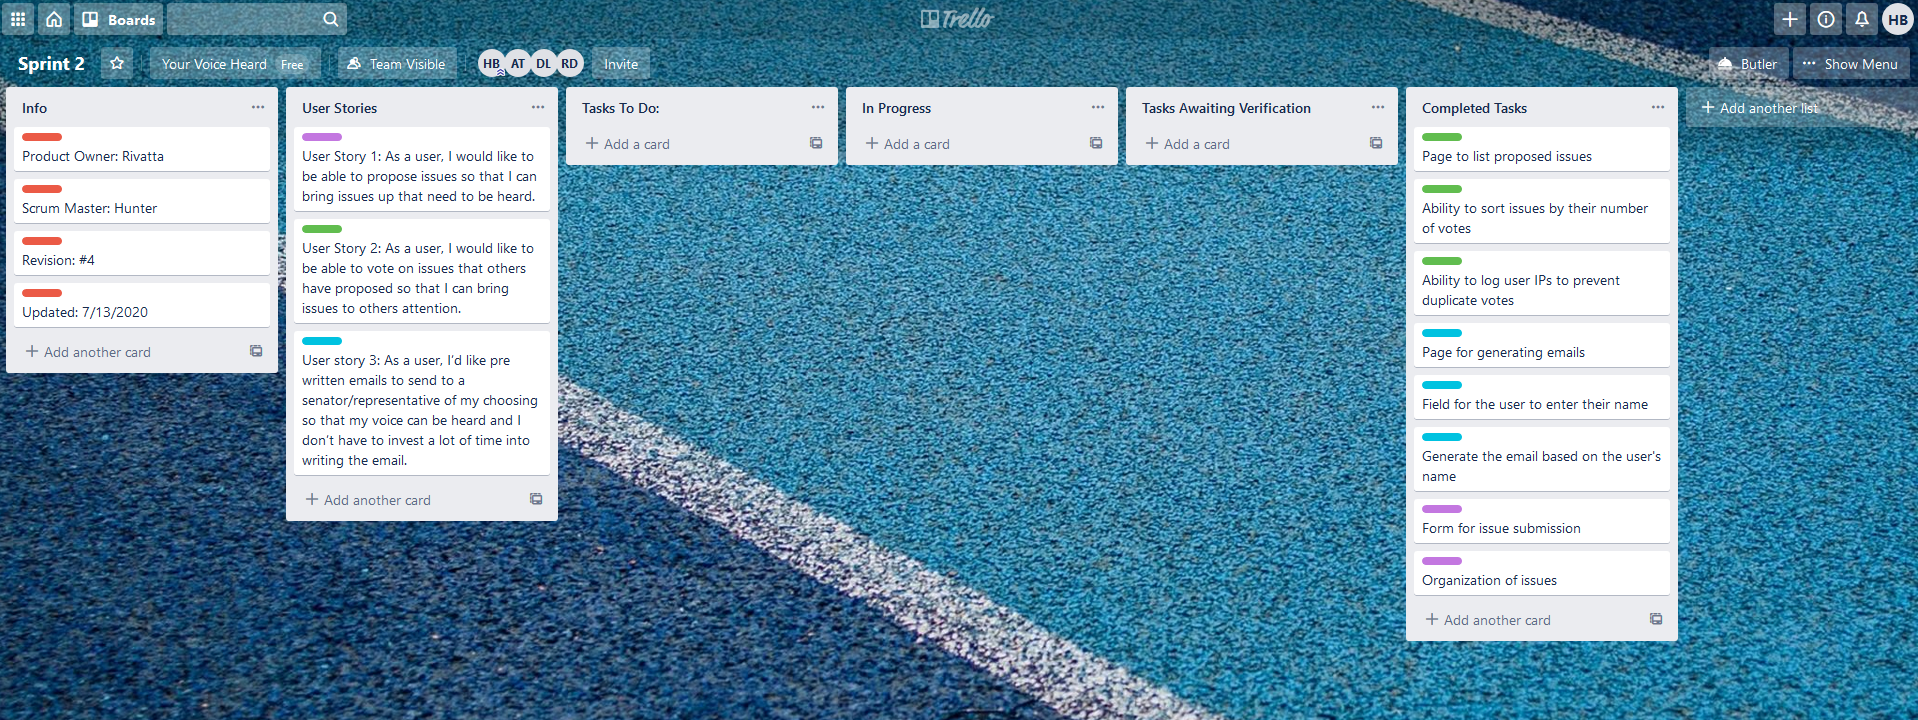 Boards
Trello
HB
Sprint 2
Your Voice Heard Free
Team Visible
HB AT DL RD
Invite
Butler
··· Show Menu
Info
Product Owner: Rivatta
Scrum Master: Hunter
Revision: #4
Updated: 7/13/2020
+ Add another card
User Stories
User Story 1: As a user, I would like to
be able to propose issues so that I can
bring issues up that need to be heard.
User Story 2: As a user, I would like to
be able to vote on issues that others
have proposed so that I can bring
issues to others attention.
User story 3: As a user, I'd like pre
written emails to send to a
senator/representative of my choosing
so that my voice can be heard and I
don't have to invest a lot of time into
writing the email.
+ Add another card
Tasks To Do:
+ Add a card
In Progress
+ Add a card
Tasks Awaiting Verification
+ Add a card
Completed Tasks
Page to list proposed issues
Ability to sort issues by their number
of votes
Ability to log user IPs to prevent
duplicate votes
Page for generating emails
Field for the user to enter their name
Generate the email based on the user's
name
Form for issue submission
Organization of issues
+ Add another card
+ Add another list